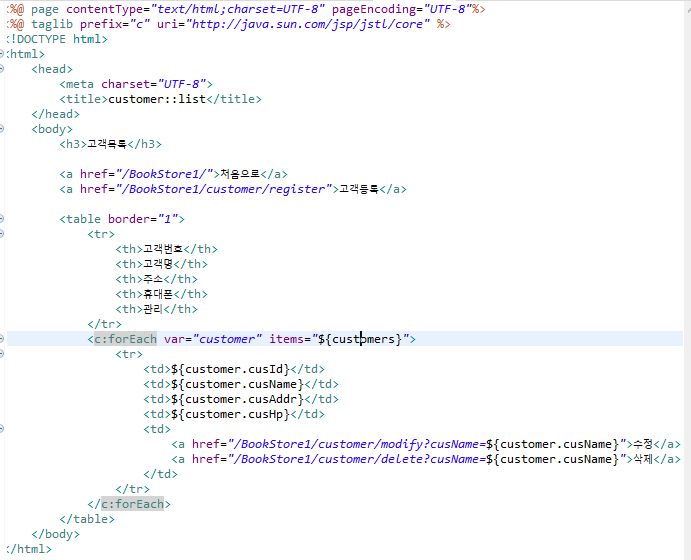 <%@ page contentType="text/html;charset=UTF-8" pageEncoding="UTF-8"%>
<%@ taglib prefix="c" uri="http://java.sun.com/jsp/jstl/core" %>
<!DOCTYPE html>
<html>
<head>
<meta charset="UTF-8">
<title>customer::list</title>
</head>
<body>
<h3>고객목록</h3>
<a href="/BookStore1/">처음으로</a>
<a href="/BookStore1/customer/register">고객등록</a>
<table border="1">
<tr>
<th>고객번호</th>
<th>고객명</th>
<th>주소</th>
<th>휴대폰</th>
<th>관리</th>
</tr>
<c:forEach var="customer" items="${customers}">
<tr>
<td>${customer.cusId}</td>
<td>${customer.cusName}</td>
<td>${customer.cusAddr}</td>
<td>${customer.cusHp}</td>
<td>
<a href="/BookStore1/customer/modify?cusName=${customer.cusName}">수정</a>
<a href="/BookStore1/customer/delete?cusName=${customer.cusName}">삭제</a>
</td>
</tr>
</c:forEach>
</table>
</body>
</html>